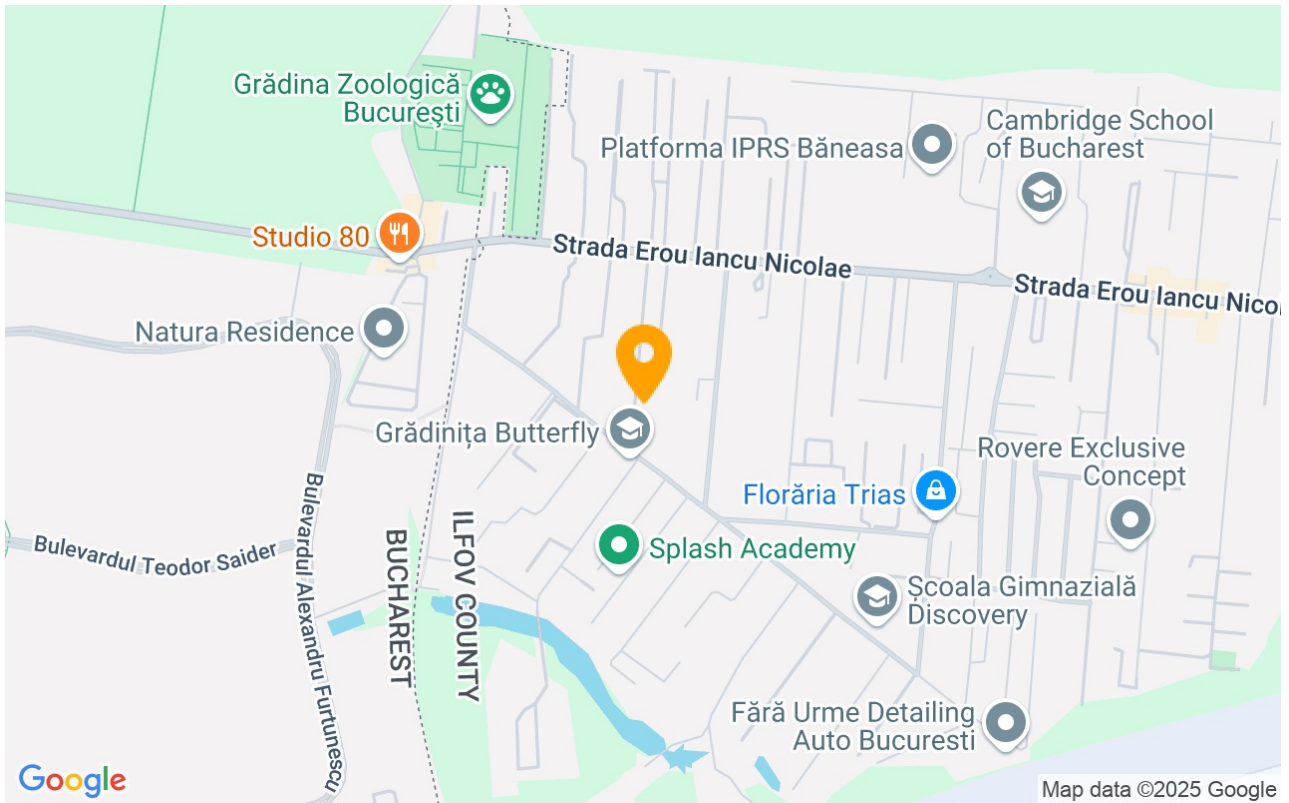 Grădina Zoologică
Bucureşti
Platforma IPRS Băneasa
Cambridge School
of Bucharest
Studio 80
Strada Erou Iancu Nicolae
Strada Erou Iancu Nicol
Natura Residence
Grădinița Butterfly
Rovere Exclusive
Concept
Florăria Trias
Bulevardul Teodor Saider
Bulevardul Alexandru Furtunescu
BUCHAREST
ILFOV COUNTY
Splash Academy
Școala Gimnazială
Discovery
Fără Urme Detailing
Auto Bucuresti
Google
Map data ©2025 Google